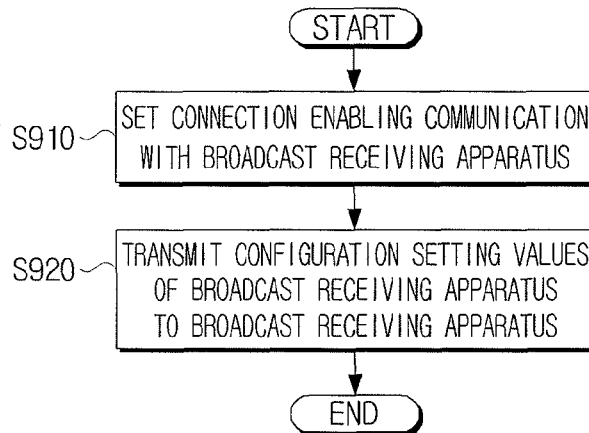 START
S910
SET CONNECTION ENABLING COMMUNICATION
WITH BROADCAST RECEIVING APPARATUS
S920
TRANSMIT CONFIGURATION SETTING VALUES
OF BROADCAST RECEIVING APPARATUS
TO BROADCAST RECEIVING APPARATUS
END